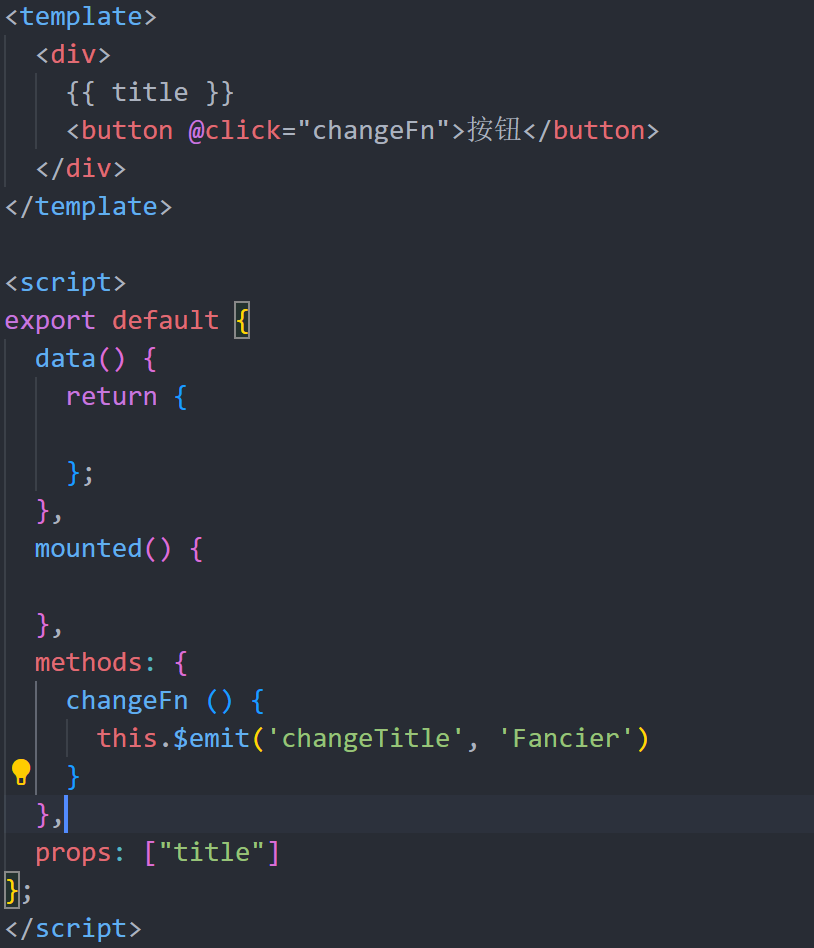 <template>
  <div>
    {{ title }}
    <button @click="changeFn">按钮</button>
  </div>
</template>

<script>
export default {
  data() {
    return {

    };
  },
  mounted() {

  },
  methods: {
    changeFn () {
      this.$emit('changeTitle', 'Fancier')
    }
  },
  props: ["title"]
};
</script>